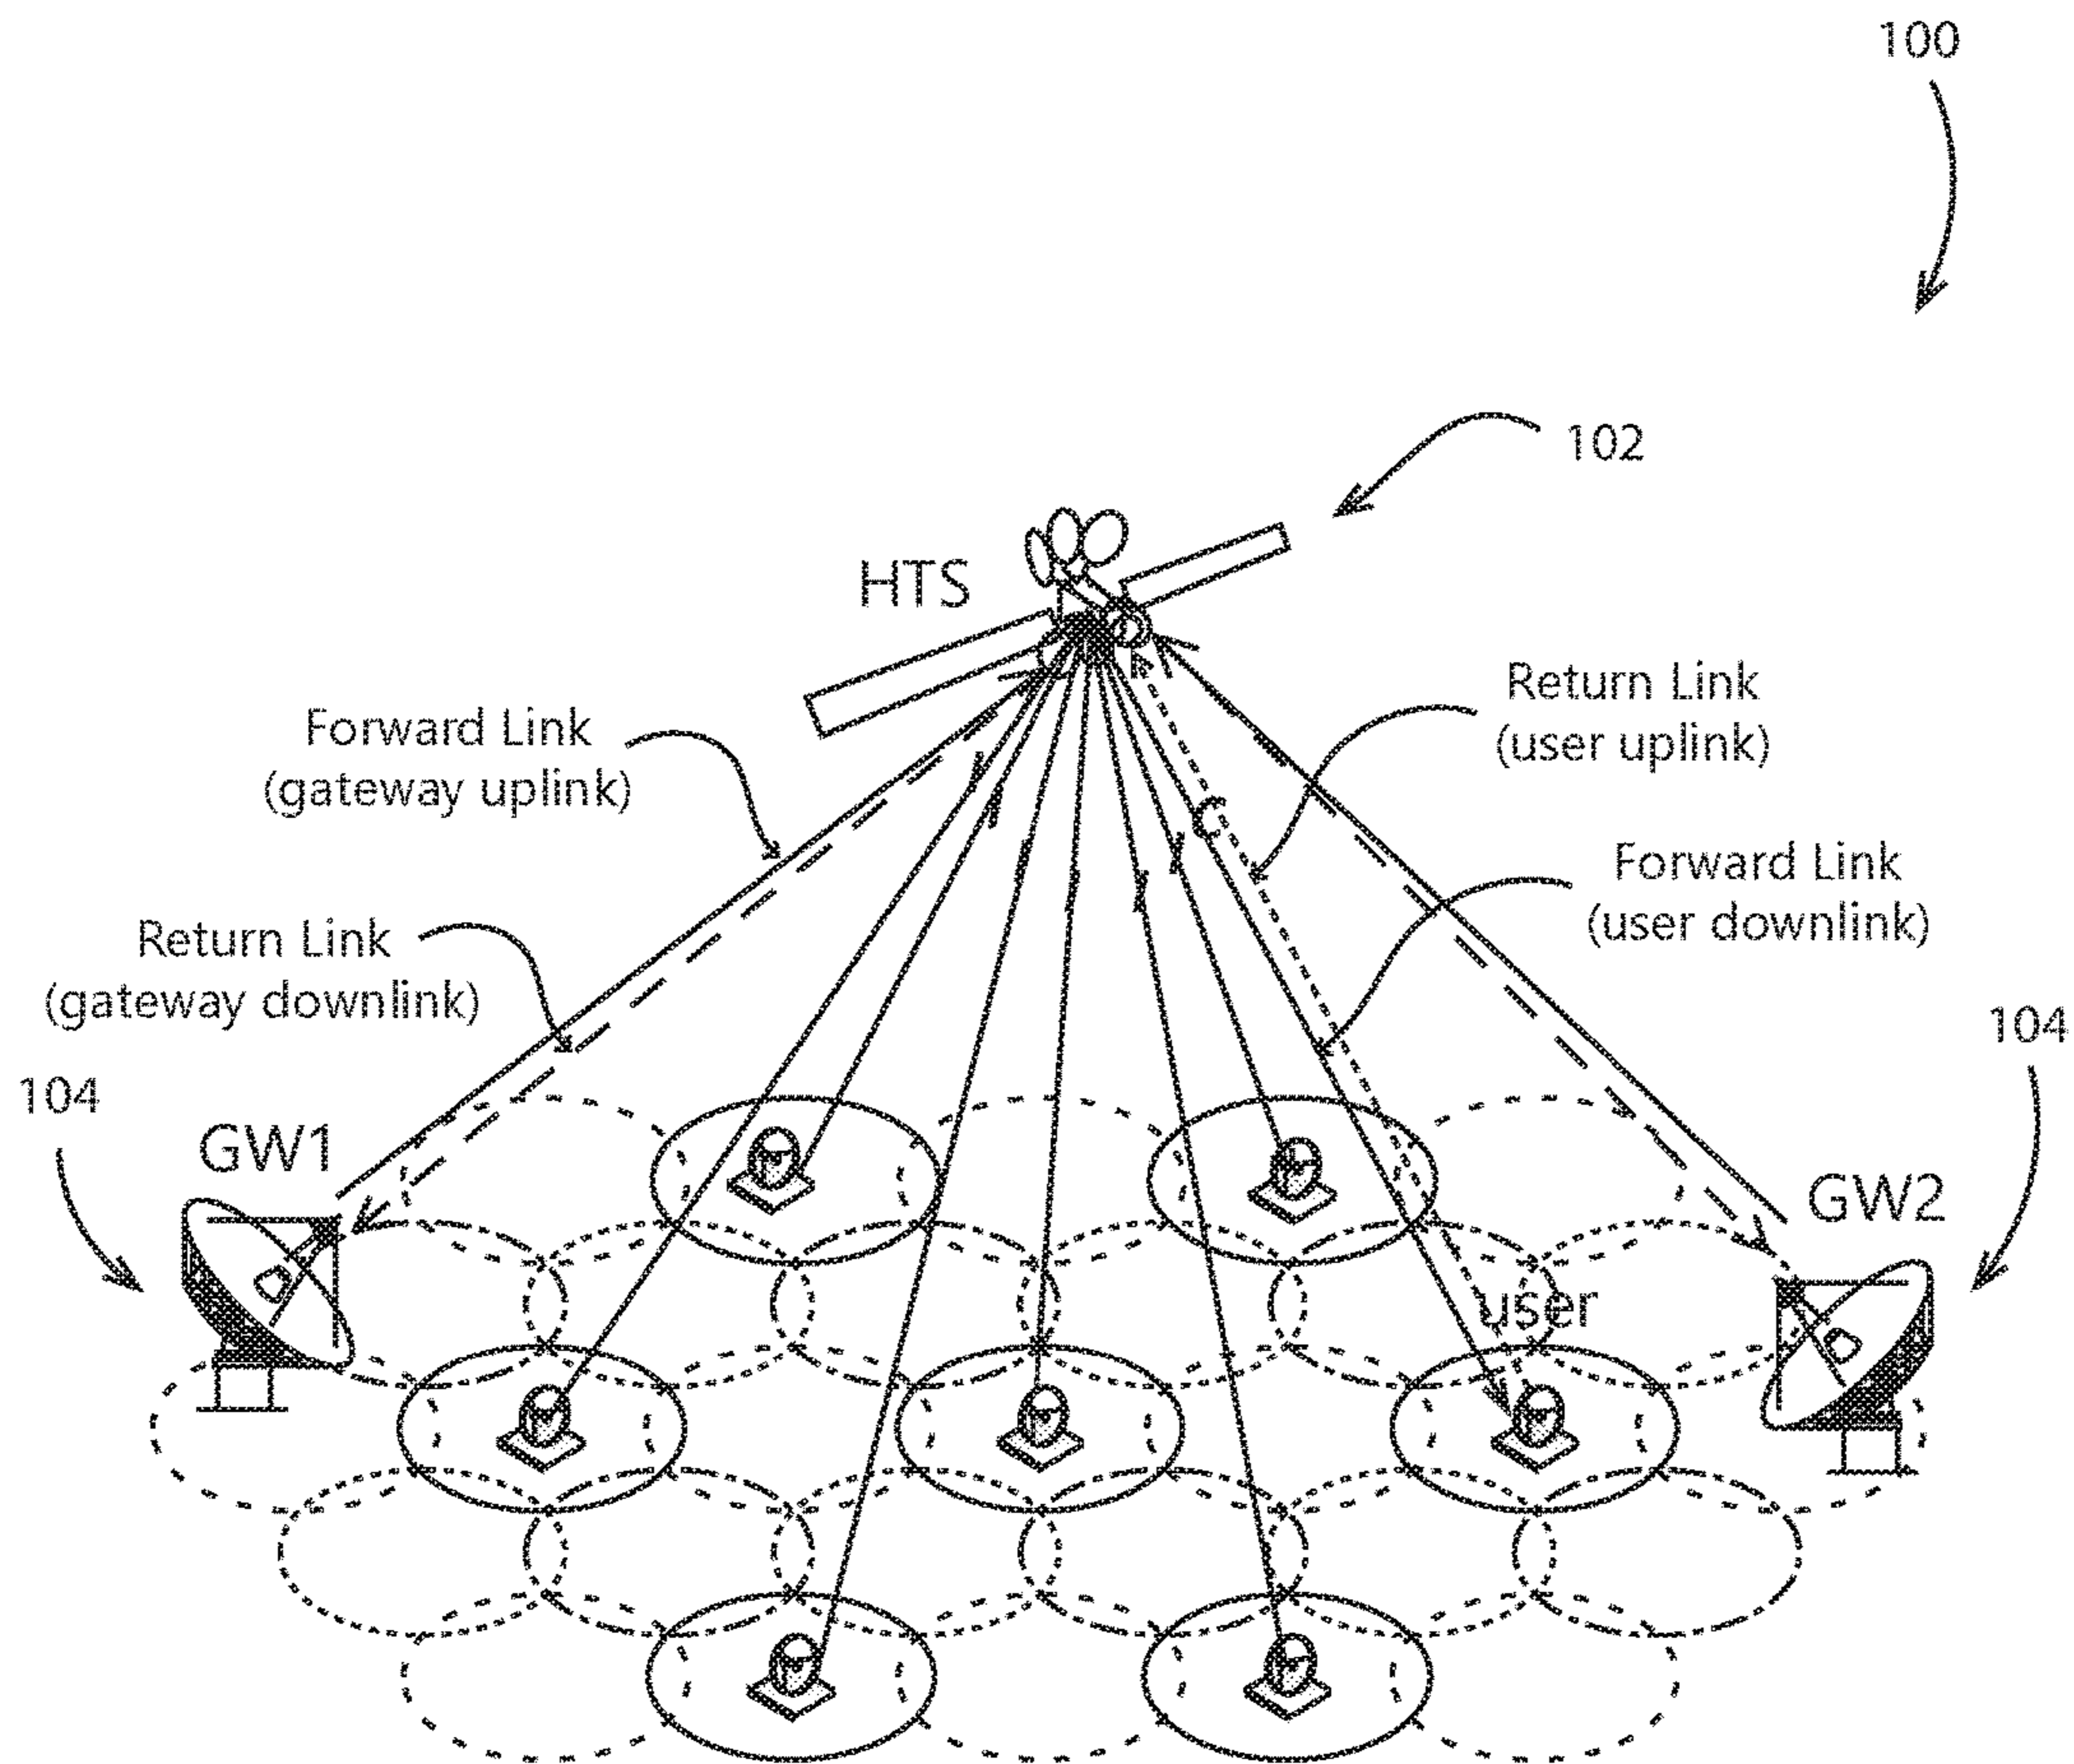 100
102
HTS
Return Link
(user uplink)
Forward Link
(gateway uplink)
Forward Link
(user downlink)
Return Link
(gateway downlink)
104
104
GW1
GW2
user